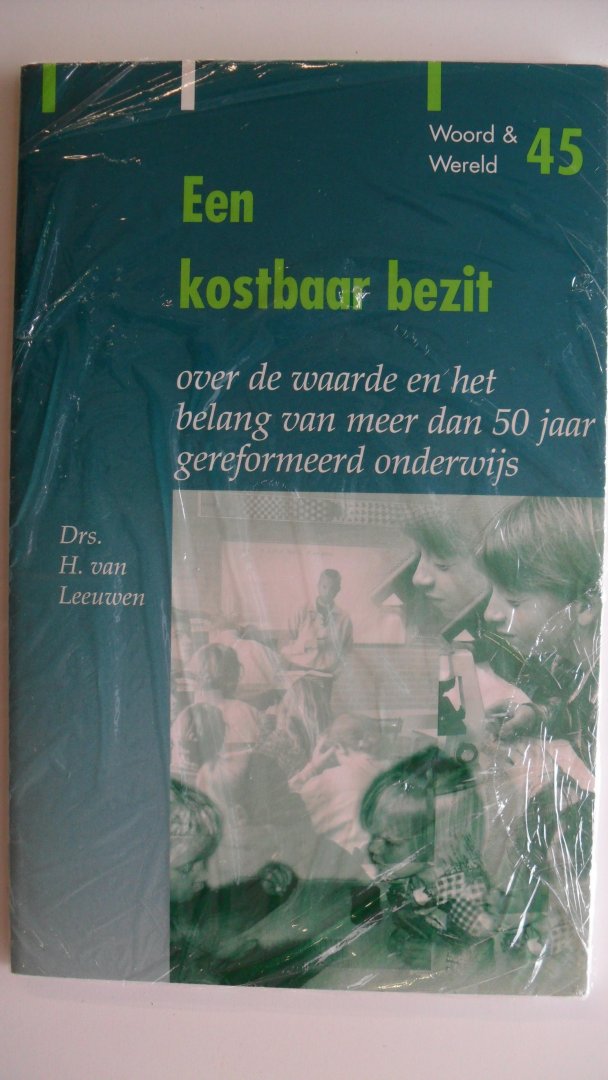 Woord &
Wereld 45
Een
kostbaar bezit
over de waarde en het
belang van meer dan 50 jaar
gereformeerd onderwijs
Drs.
H. van
Leeuwen